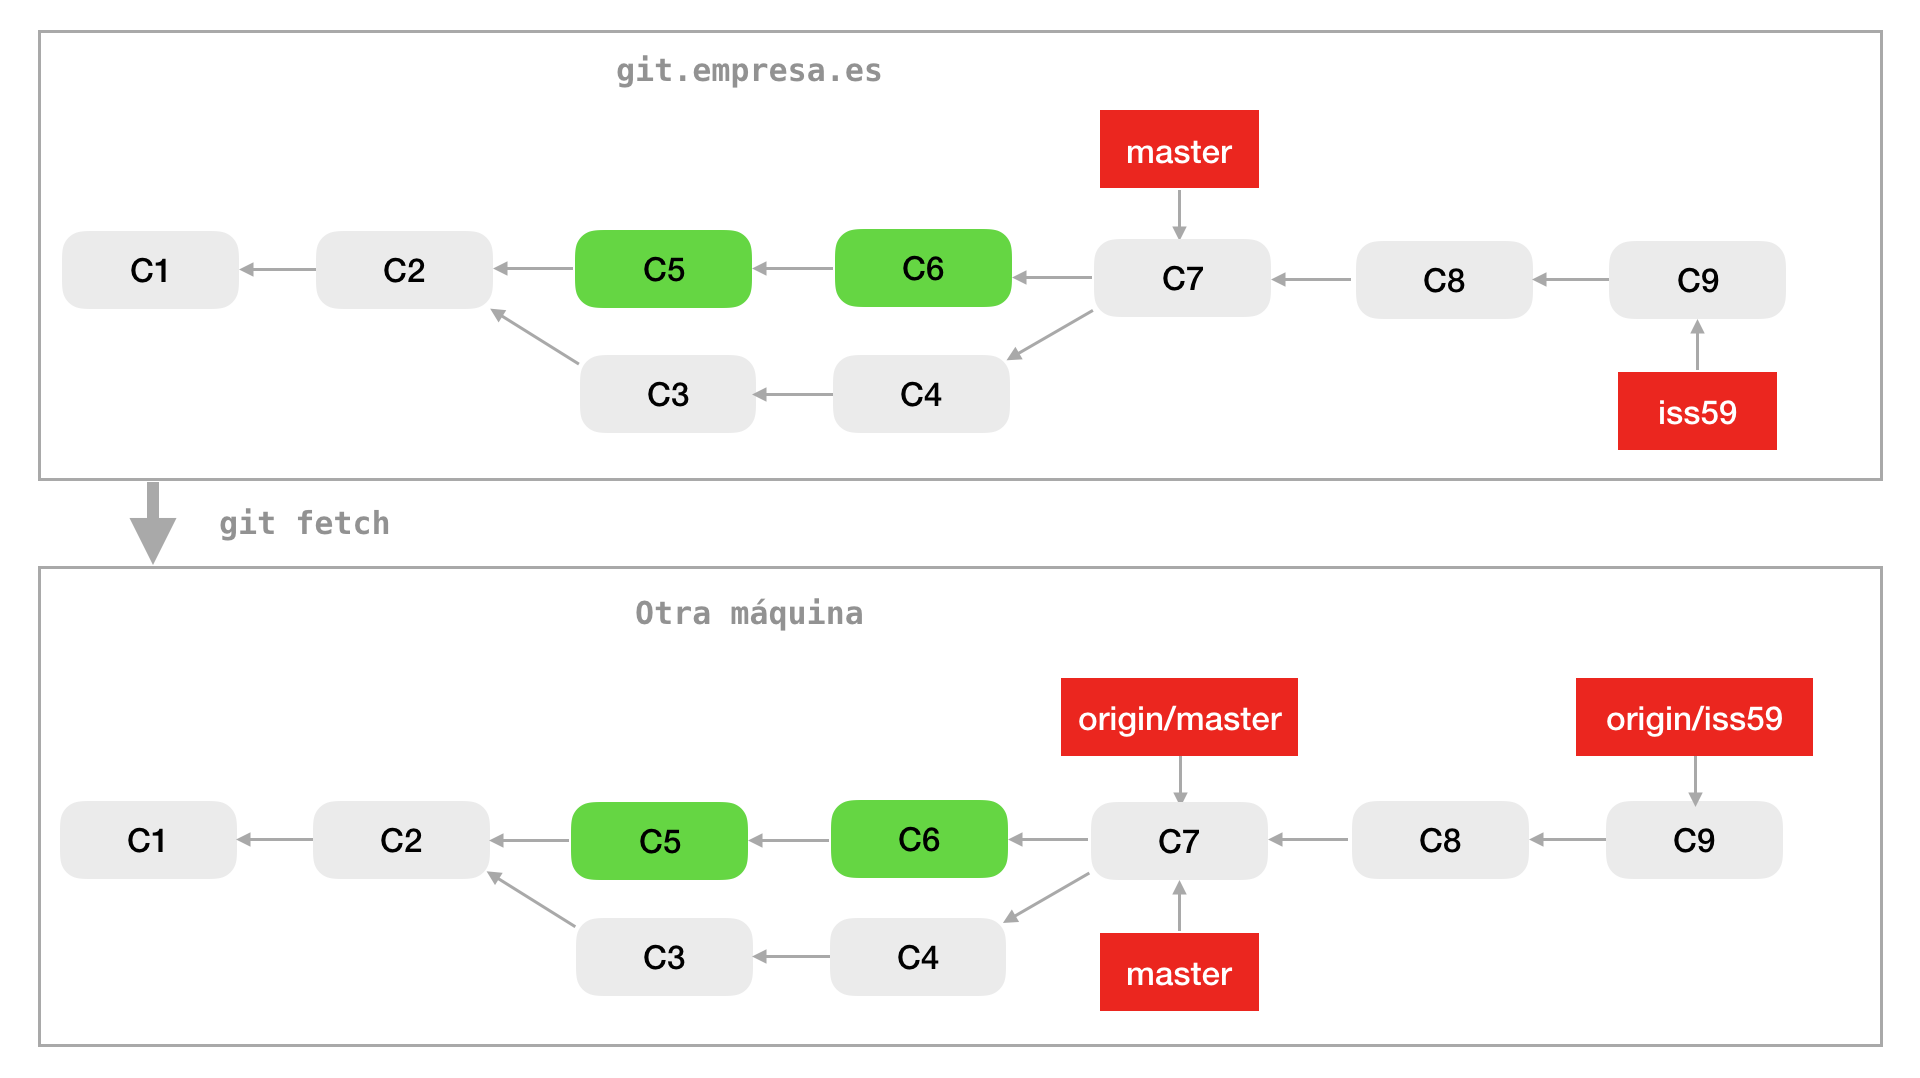 git.empresa.es
master
C1
C2
C5
C6
C7
C8
C9
C3
C4
iss59
git fetch
Otra máquina
origin/master
origin/iss59
C1
C2
C5
C6
C7
C8
C9
C3
C4
master